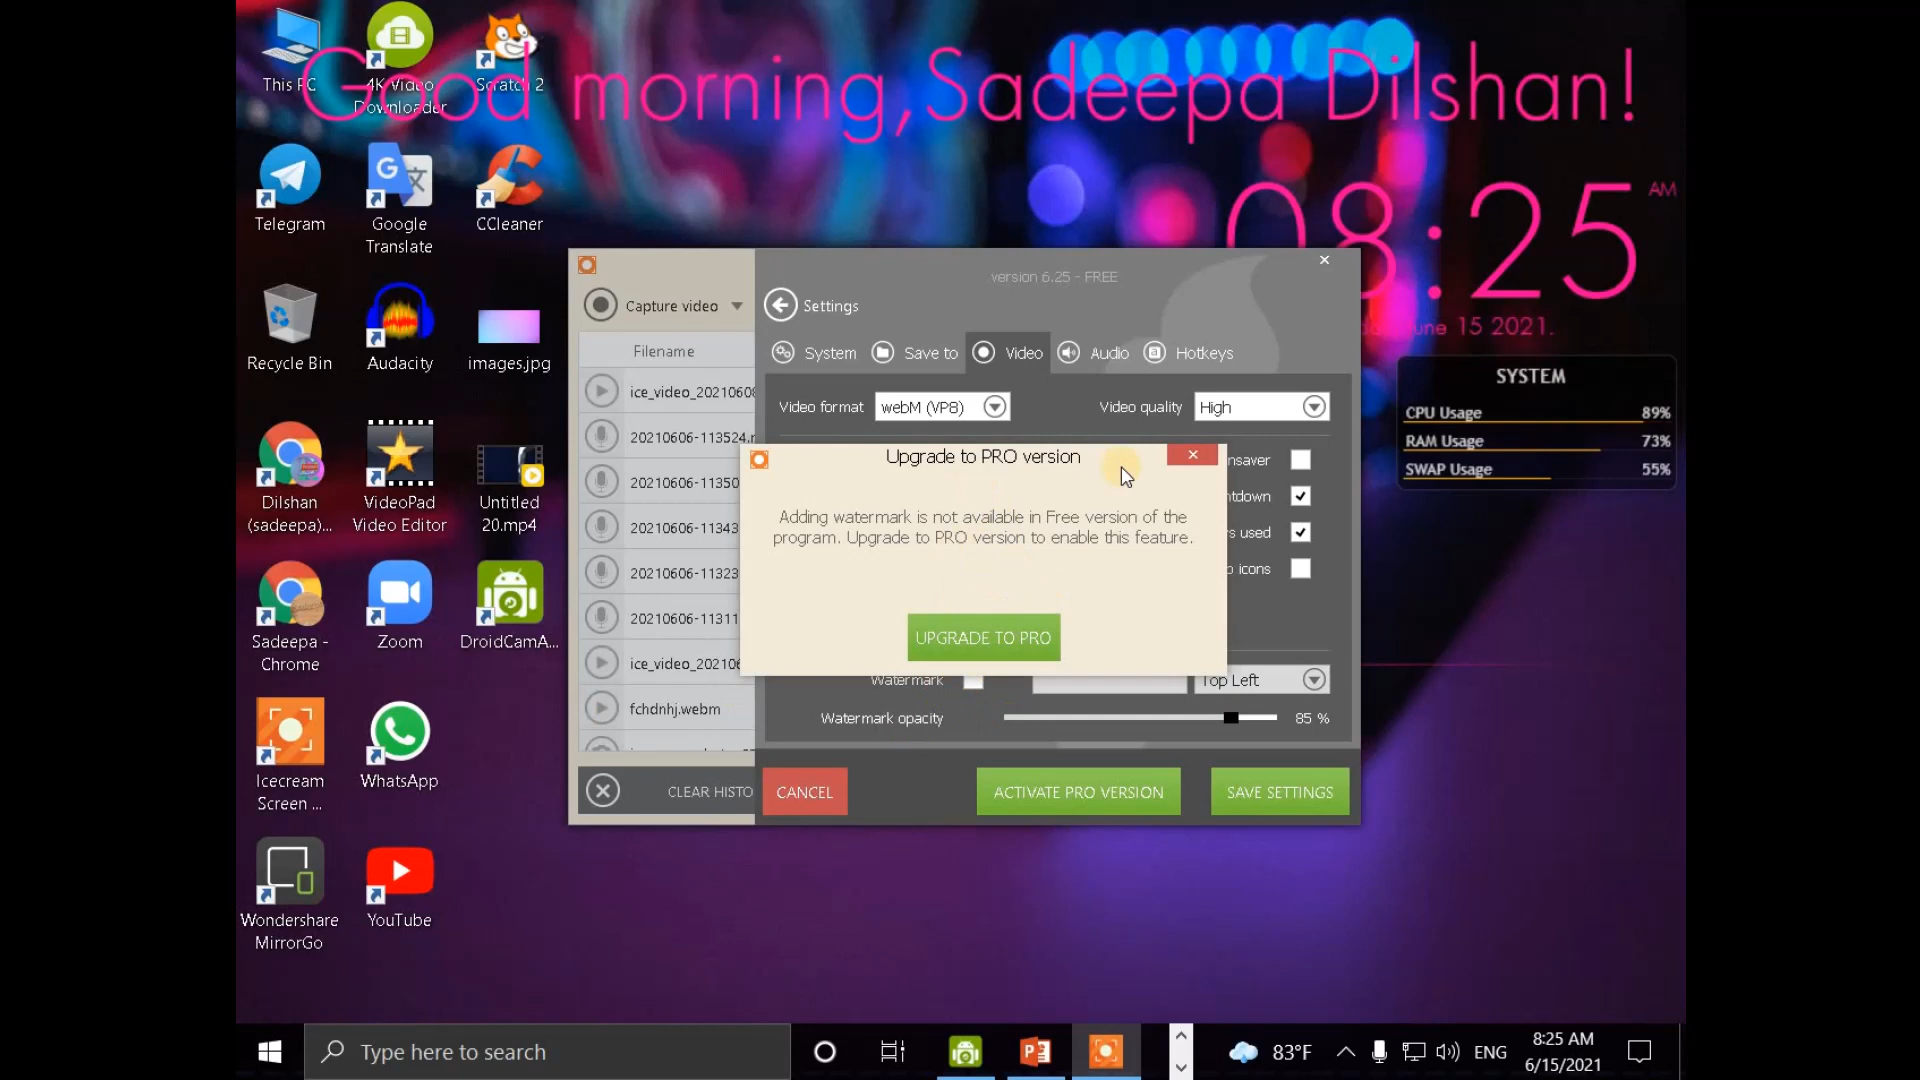 Good morning,Sadeepa Dilshan!
08:25
AM
June 15 2021.
This PC
4K Video
Downloader
Scratch 2
Telegram
Google
Translate
CCleaner
Recycle Bin
Audacity
images.jpg
Dilshan
(sadeepa)...
VideoPad
Video Editor
Untitled
20.mp4
Sadeepa -
Chrome
Zoom
DroidCamA...
Icecream
Screen ...
WhatsApp
Wondershare
MirrorGo
YouTube
SYSTEM
CPU Usage 89%
RAM Usage 73%
SWAP Usage 55%
version 6.25 - FREE
Capture video
Settings
System
Save to
Video
Audio
Hotkeys
Filename
ice_video_2021060
20210606-113524.
20210606-11350
20210606-11343
20210606-11323
20210606-11311
ice_video_20210
fchdnhj.webm
CLEAR HISTO
Video format webM (VP8)
Video quality High
nsaver
ntdown
s used
icons
Upgrade to PRO version
Adding watermark is not available in Free version of the
program. Upgrade to PRO version to enable this feature.
UPGRADE TO PRO
Watermark
Top Left
Watermark opacity
85 %
CANCEL
ACTIVATE PRO VERSION
SAVE SETTINGS
Type here to search
83°F
ENG
8:25 AM
6/15/2021